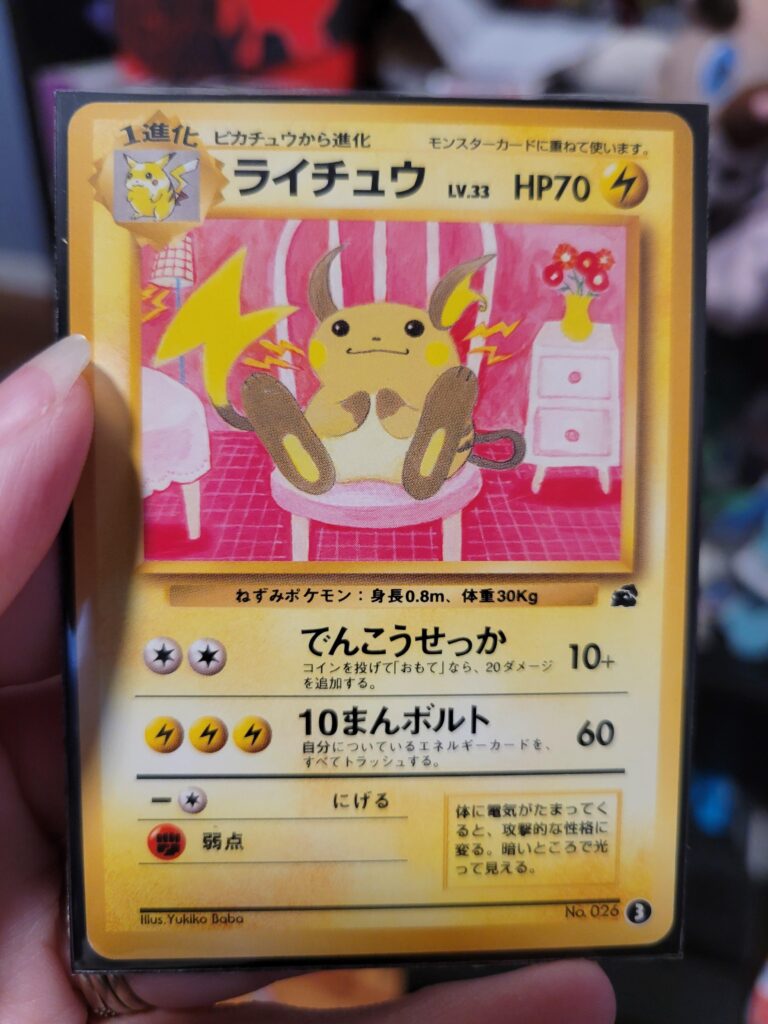 1進化 ピカチュウから進化 モンスターカードに重ねて使います。
ライチュウ LV.33 HP70
ねずみポケモン：身長0.8m、体重30Kg
でんこうせっか 10+
コインを投げて「おもて」なら、20ダメージ
を追加する。
10まんボルト 60
自分についているエネルギーカードを、
すべてトラッシュする。
ー にげる
弱点
体に電気がたまってく
ると、攻撃的な性格に
変る。暗いところで光
って見える。
Illus.Yukiko Baba No. 026 3